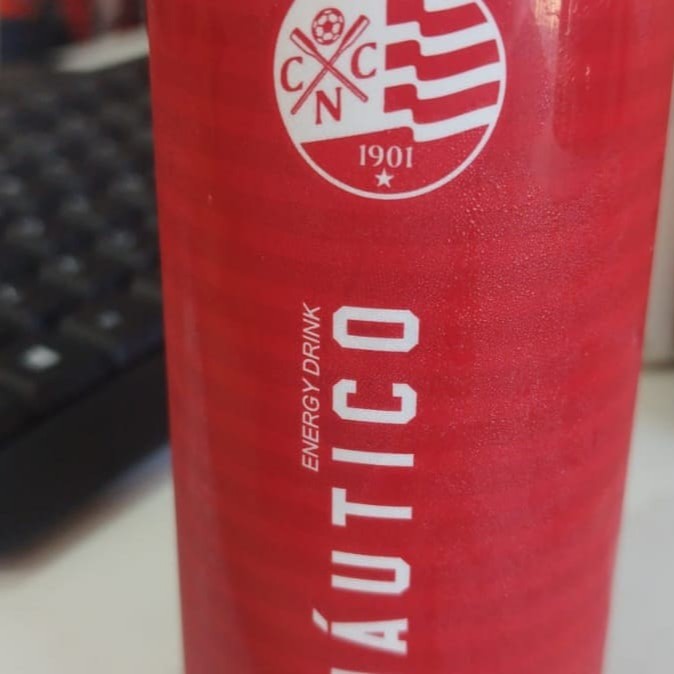 C C
N
1901
ENERGY DRINK
ÁUTICO